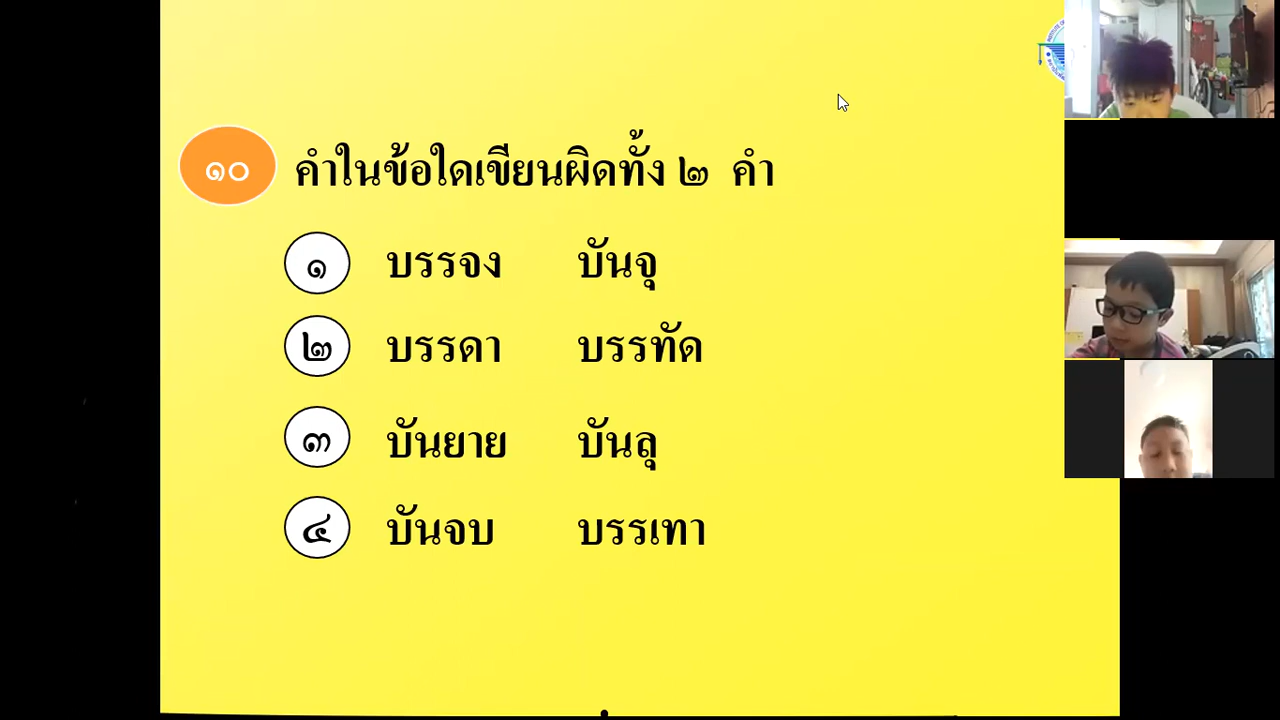 ๑๐ คำในข้อใดเขียนผิดทั้ง ๒ คำ
๑ บรรจง บันจุ
๒ บรรดา บรรทัด
๓ บันยาย บันลุ
๔ บันจบ บรรเทา